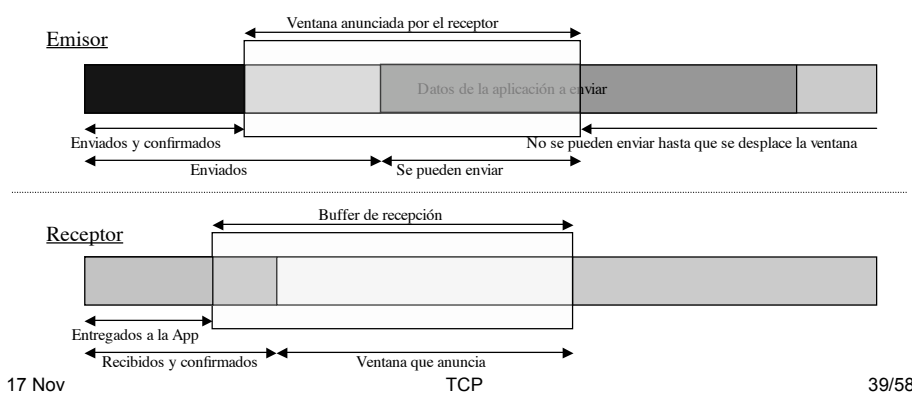 Ventana anunciada por el receptor
Emisor
Datos de la aplicación a enviar
Enviados y confirmados
No se pueden enviar hasta que se desplace la ventana
Enviados
Se pueden enviar
Buffer de recepción
Receptor
Entregados a la App
Recibidos y confirmados
Ventana que anuncia
17 Nov
TCP
39/58